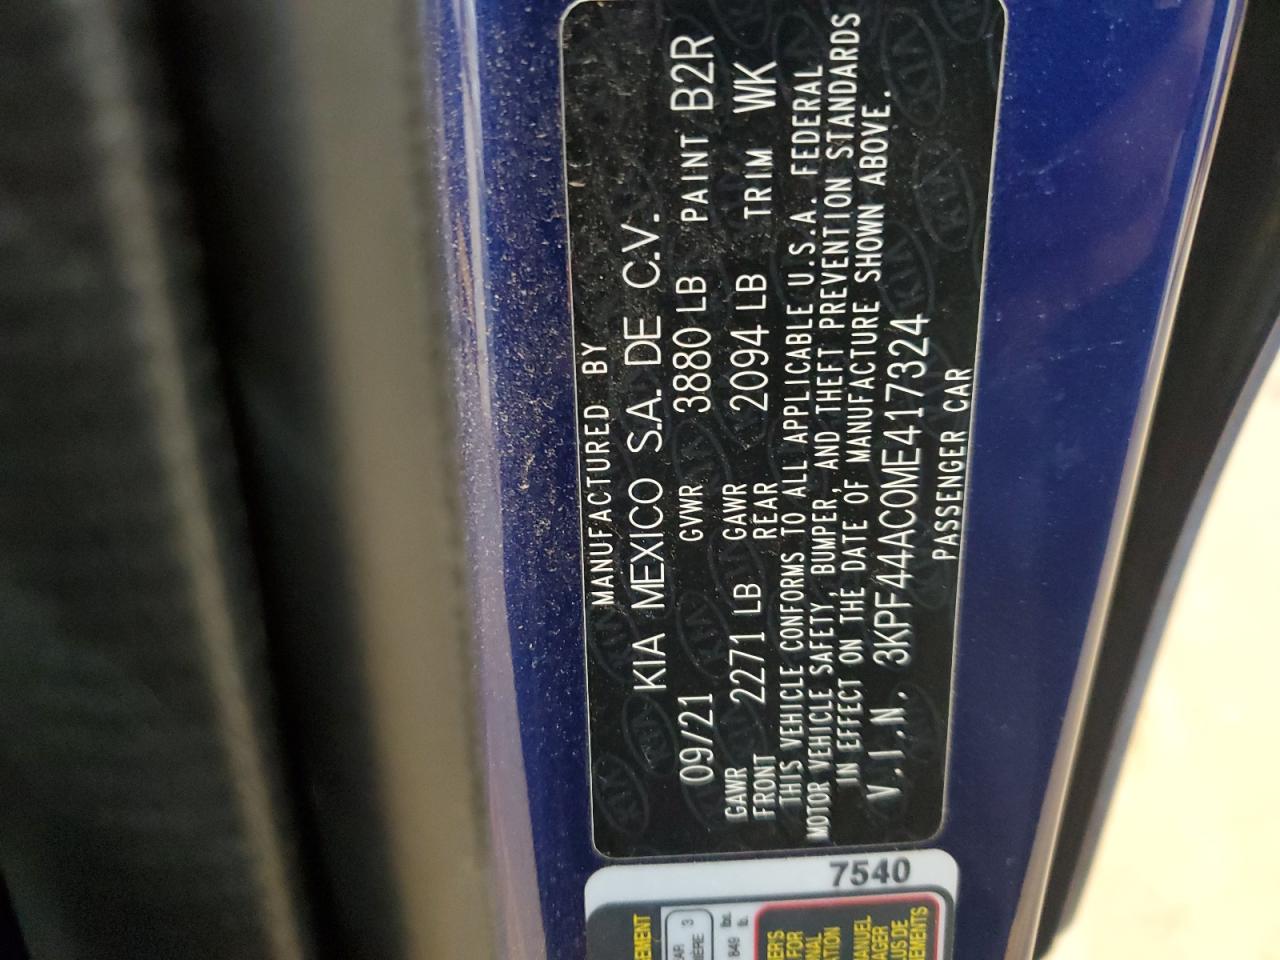 MANUFACTURED BY
KIA MEXICO S.A. DE C.V.
09/21 GVWR 3880 LB PAINT B2R
GAWR FRONT 2271 LB GAWR REAR 2094 LB TRIM WK
THIS VEHICLE CONFORMS TO ALL APPLICABLE U.S.A. FEDERAL
MOTOR VEHICLE SAFETY, BUMPER, AND THEFT PREVENTION STANDARDS
IN EFFECT ON THE DATE OF MANUFACTURE SHOWN ABOVE.
V.I.N. 3KPF44AC0ME417324
PASSENGER CAR
7540